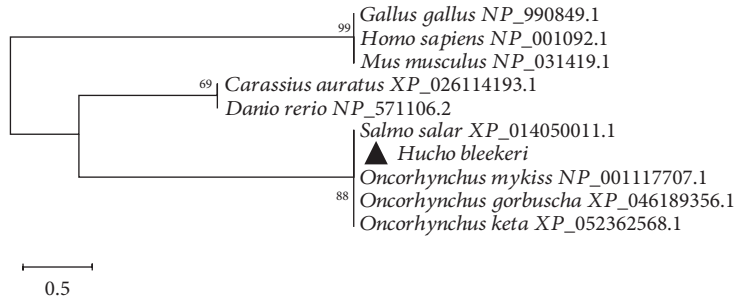 Gallus gallus NP_990849.1
99
Homo sapiens NP_001092.1
Mus musculus NP_031419.1
69
Carassius auratus XP_026114193.1
Danio rerio NP_571106.2
Salmo salar XP_014050011.1
Hucho bleekeri
Oncorhynchus mykiss NP_001117707.1
88
Oncorhynchus gorbuscha XP_046189356.1
Oncorhynchus keta XP_052362568.1
0.5